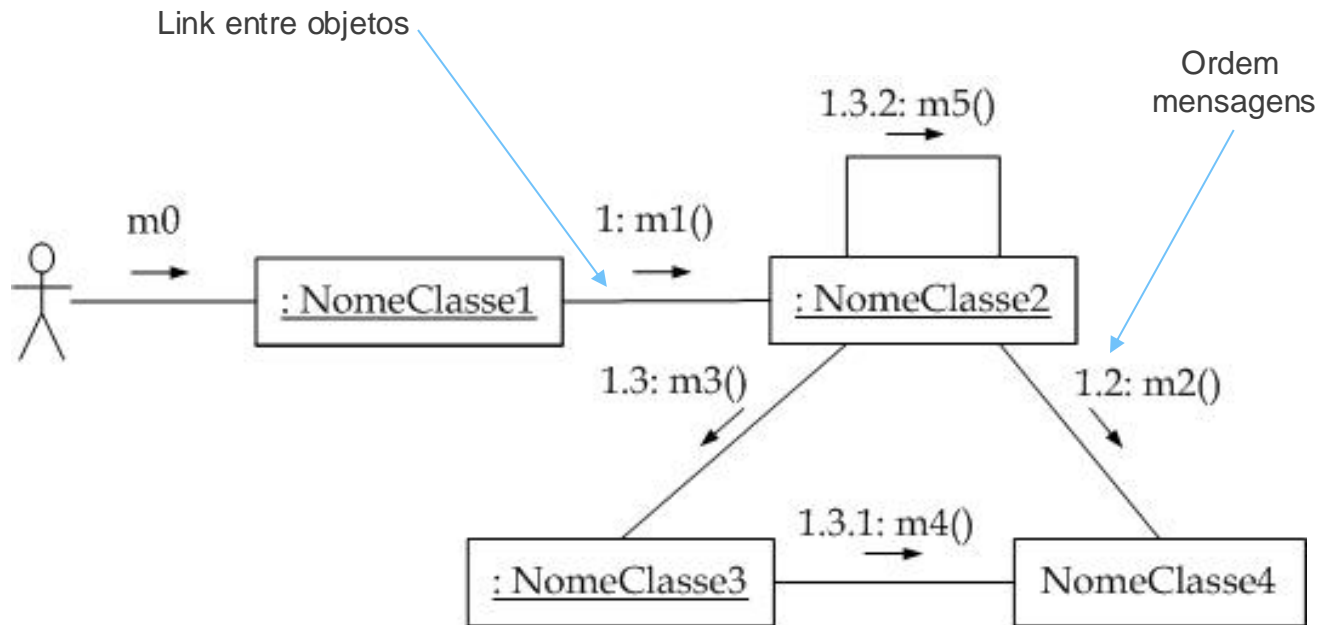 Link entre objetos
Ordem
mensagens
1.3.2: m5()
m0
1: m1()
: NomeClasse1
: NomeClasse2
1.3: m3()
1.2: m2()
1.3.1: m4()
: NomeClasse3
NomeClasse4